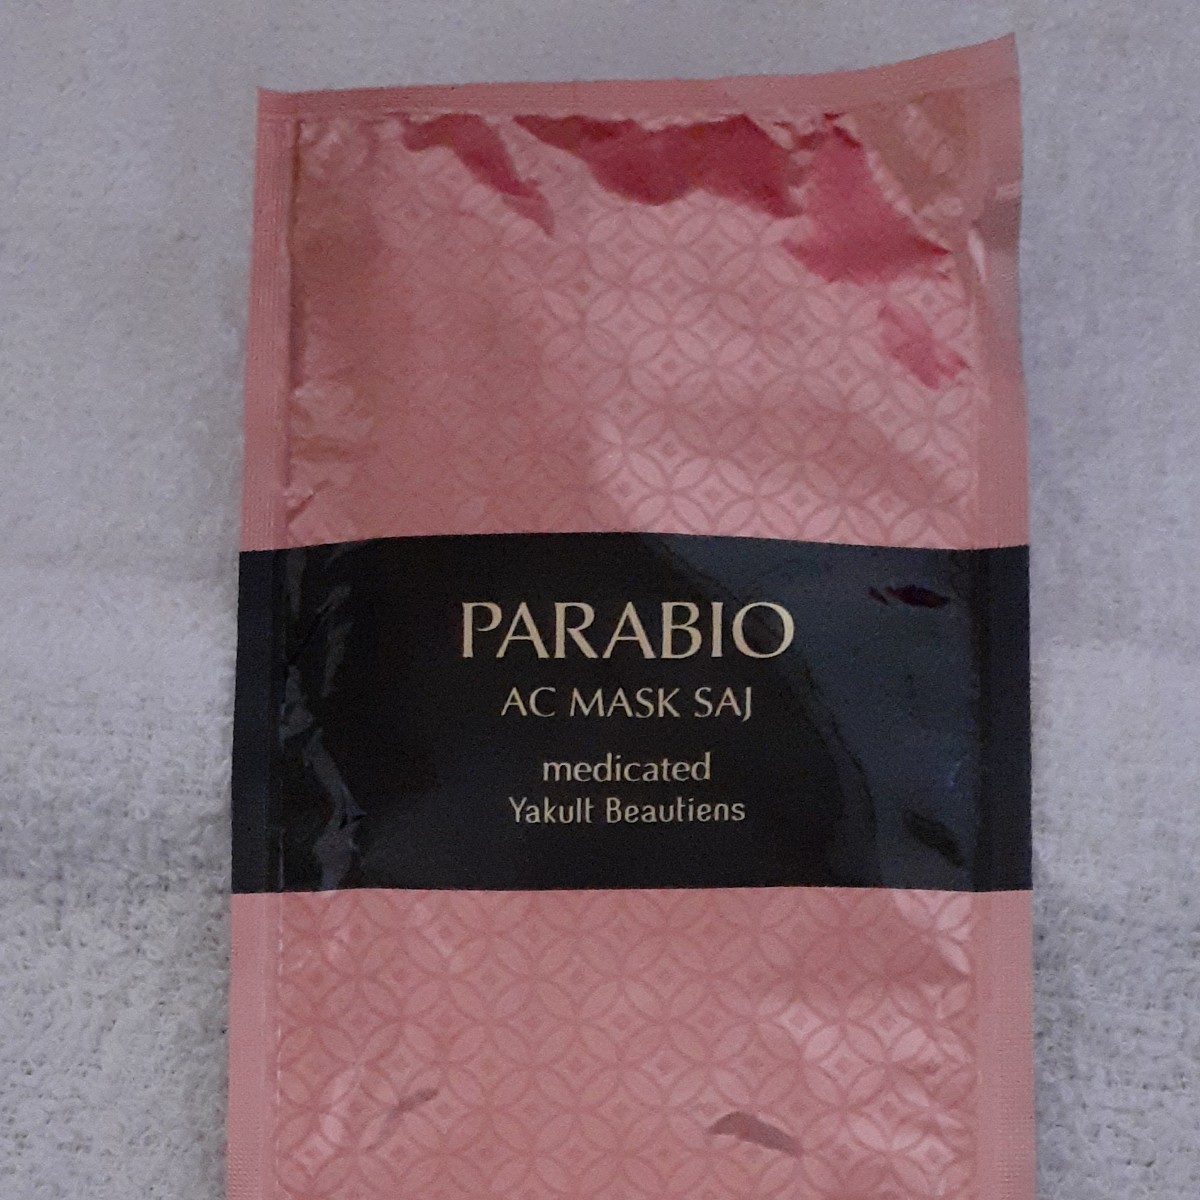 PARABIO
AC MASK SAJ
medicated
Yakult Beautiens